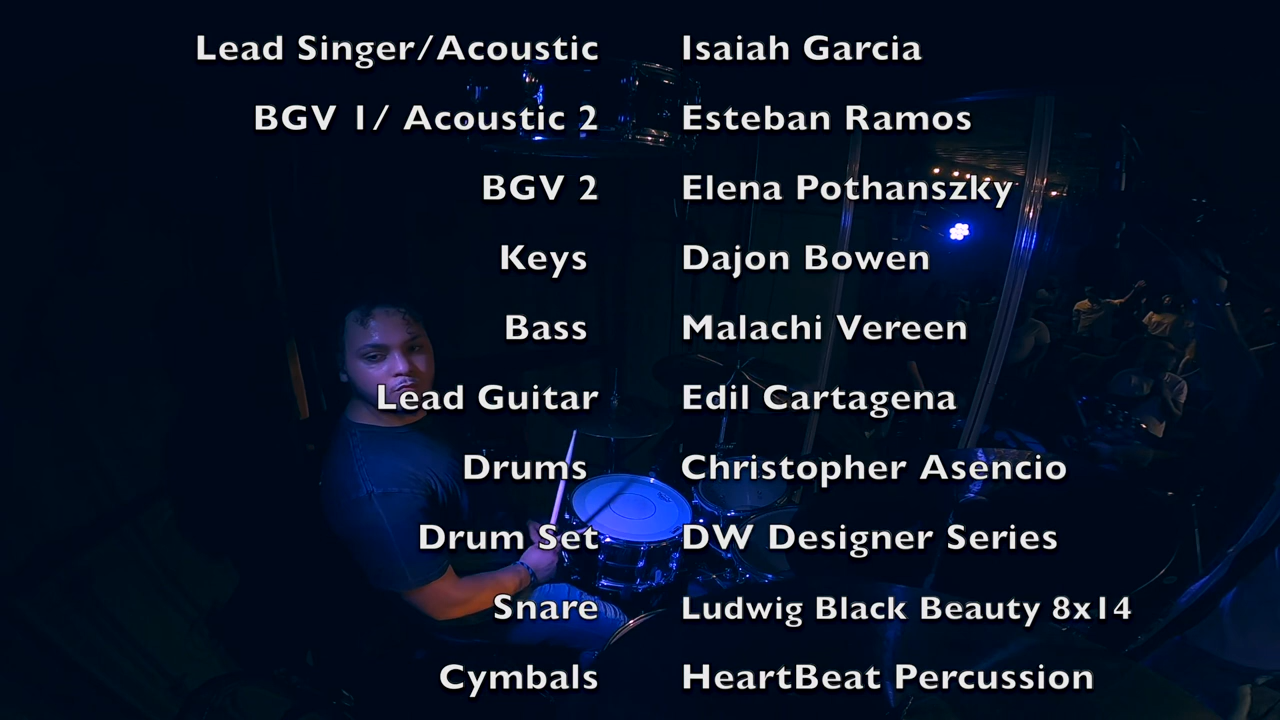 Lead Singer/Acoustic Isaiah Garcia
BGV 1/ Acoustic 2 Esteban Ramos
BGV 2 Elena Pothanszky
Keys Dajon Bowen
Bass Malachi Vereen
Lead Guitar Edil Cartagena
Drums Christopher Asencio
Drum Set DW Designer Series
Snare Ludwig Black Beauty 8x14
Cymbals HeartBeat Percussion